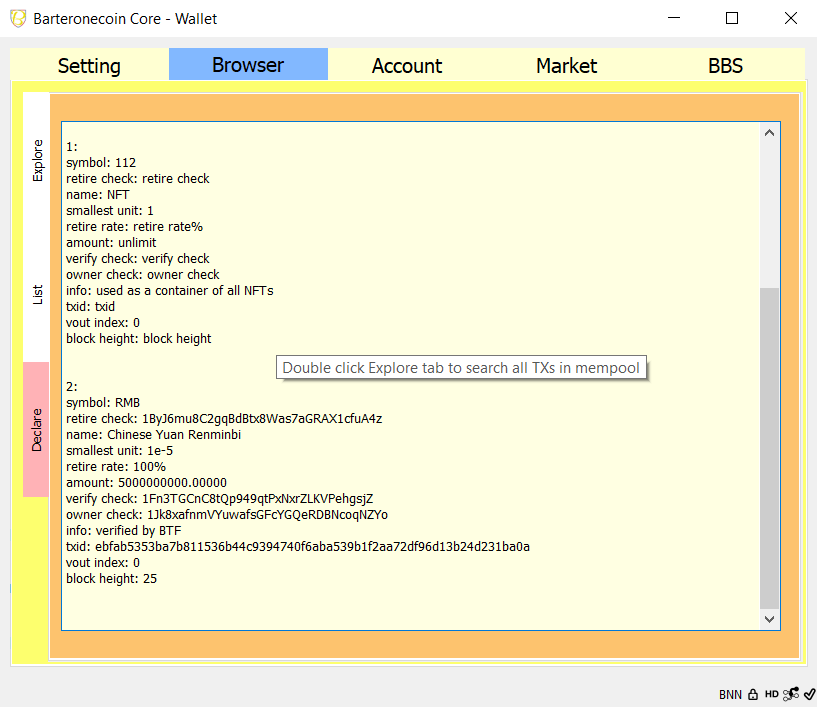 Barteronecoin Core - Wallet
Setting
Browser
Account
Market
BBS
Explore
List
Declare
1:
symbol: 112
retire check: retire check
name: NFT
smallest unit: 1
retire rate: retire rate%
amount: unlimit
verify check: verify check
owner check: owner check
info: used as a container of all NFTs
txid: txid
vout index: 0
block height: block height
Double click Explore tab to search all TXs in mempool
2:
symbol: RMB
retire check: 1ByJ6mu8C2gqBdBtx8Was7aGRAX1cfuA4z
name: Chinese Yuan Renminbi
smallest unit: 1e-5
retire rate: 100%
amount: 5000000000.00000
verify check: 1Fn3TGCnC8tQp949qtPxNxrZLKVPehgsjZ
owner check: 1Jk8xafnmVYuwafsGFcYGQeRDBNcoqNZYo
info: verified by BTF
txid: ebfab5353ba7b811536b44c9394740f6aba539b1f2aa72df96d13b24d231ba0a
vout index: 0
block height: 25
BNN
HD